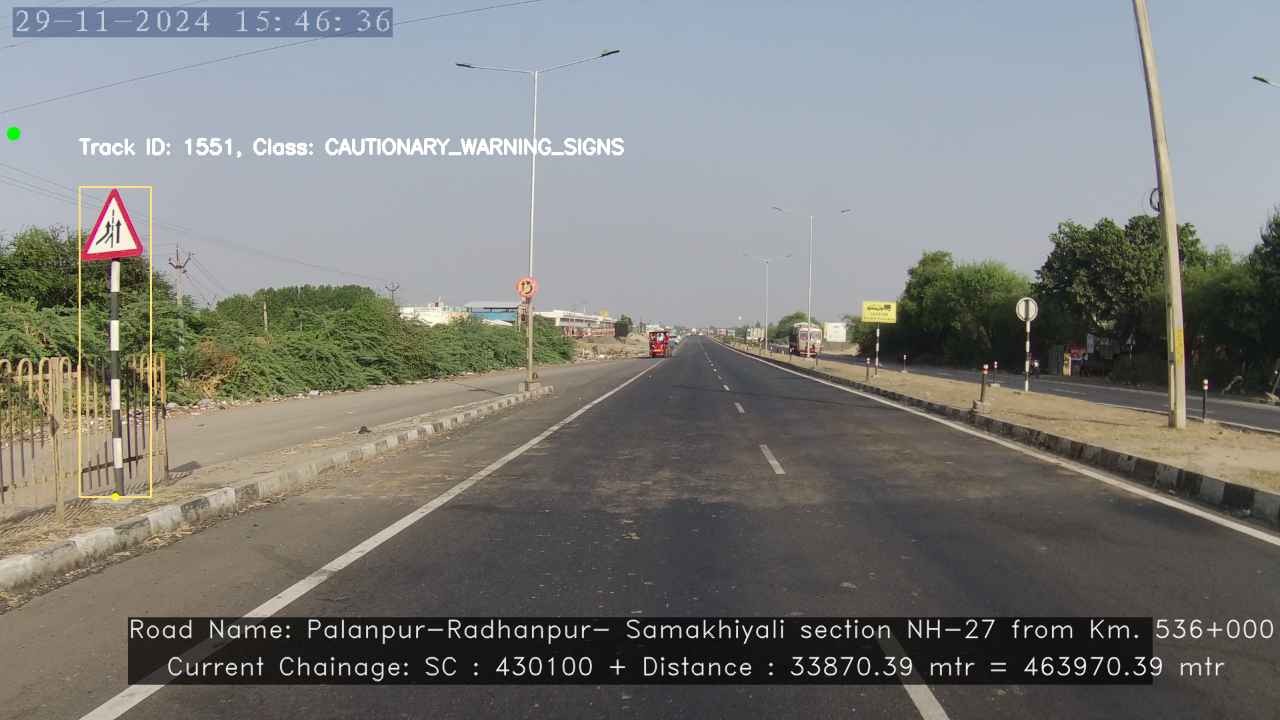 29-11-2024 15:46:36
Track ID: 1551, Class: CAUTIONARY_WARNING_SIGNS
Road Name: Palanpur-Radhanpur- Samakhiyali section NH-27 from Km. 536+000
Current Chainage: SC : 430100 + Distance : 33870.39 mtr = 463970.39 mtr